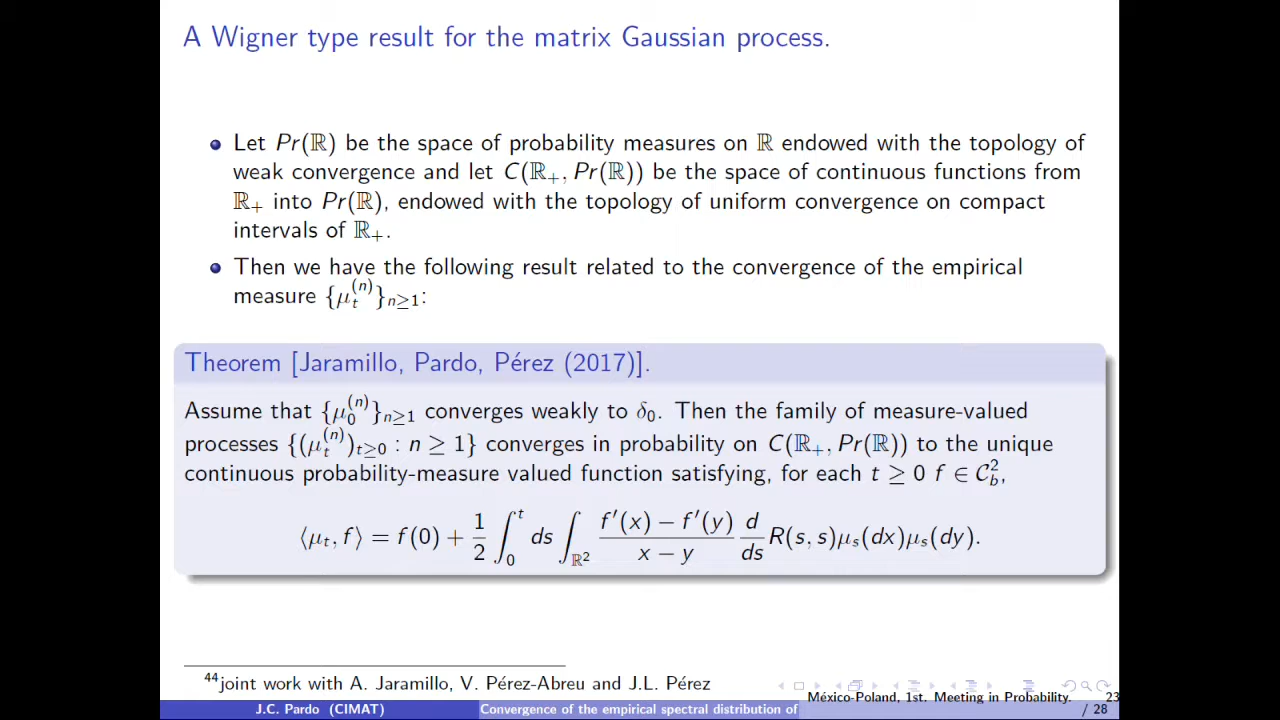 A Wigner type result for the matrix Gaussian process.
Let Pr(ℝ) be the space of probability measures on ℝ endowed with the topology of
weak convergence and let C(ℝ₊, Pr(ℝ)) be the space of continuous functions from
ℝ₊ into Pr(ℝ), endowed with the topology of uniform convergence on compact
intervals of ℝ₊.
Then we have the following result related to the convergence of the empirical
measure {μ_t^{(n)}}_{n≥1}:
Theorem [Jaramillo, Pardo, Pérez (2017)].
Assume that {μ_0^{(n)}}_{n≥1} converges weakly to δ₀. Then the family of measure-valued
processes {(μ_t^{(n)})_{t≥0} : n ≥ 1} converges in probability on C(ℝ₊, Pr(ℝ)) to the unique
continuous probability-measure valued function satisfying, for each t ≥ 0 f ∈ 𝒞_b^2,
⟨μ_t, f⟩ = f(0) + \frac{1}{2} ∫_0^t ds ∫_{ℝ²} \frac{f′(x) − f′(y)}{x − y} \frac{d}{ds} R(s, s)μ_s(dx)μ_s(dy).
⁴⁴joint work with A. Jaramillo, V. Pérez-Abreu and J.L. Pérez
México-Poland, 1st. Meeting in Probability. 23
J.C. Pardo (CIMAT) Convergence of the empirical spectral distribution of / 28